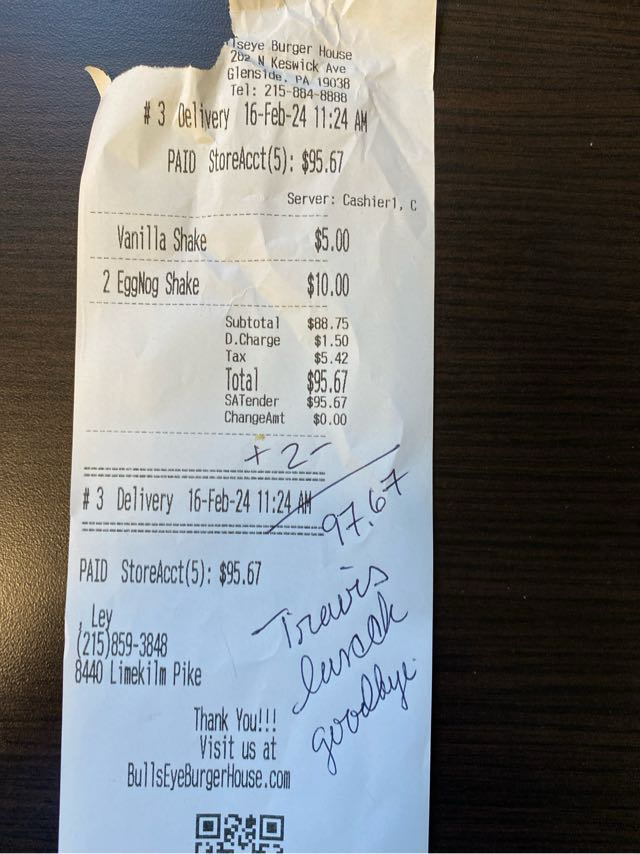 lseye Burger House
282 N Keswick Ave
Glenside, PA 19038
Tel: 215-884-8888
# 3 Delivery 16-Feb-24 11:24 AM
PAID StoreAcct(5): $95.67
Server: Cashier1, C
Vanilla Shake $5.00
2 EggNog Shake $10.00
Subtotal $88.75
D.Charge $1.50
Tax $5.42
Total $95.67
SATender $95.67
ChangeAmt $0.00
+ 2-
# 3 Delivery 16-Feb-24 11:24 AM
97.67
PAID StoreAcct(5): $95.67
, Ley
(215)859-3848
8440 Limekilm Pike
Travis
lunch
goodbye.
Thank You!!!
Visit us at
BullsEyeBurgerHouse.com